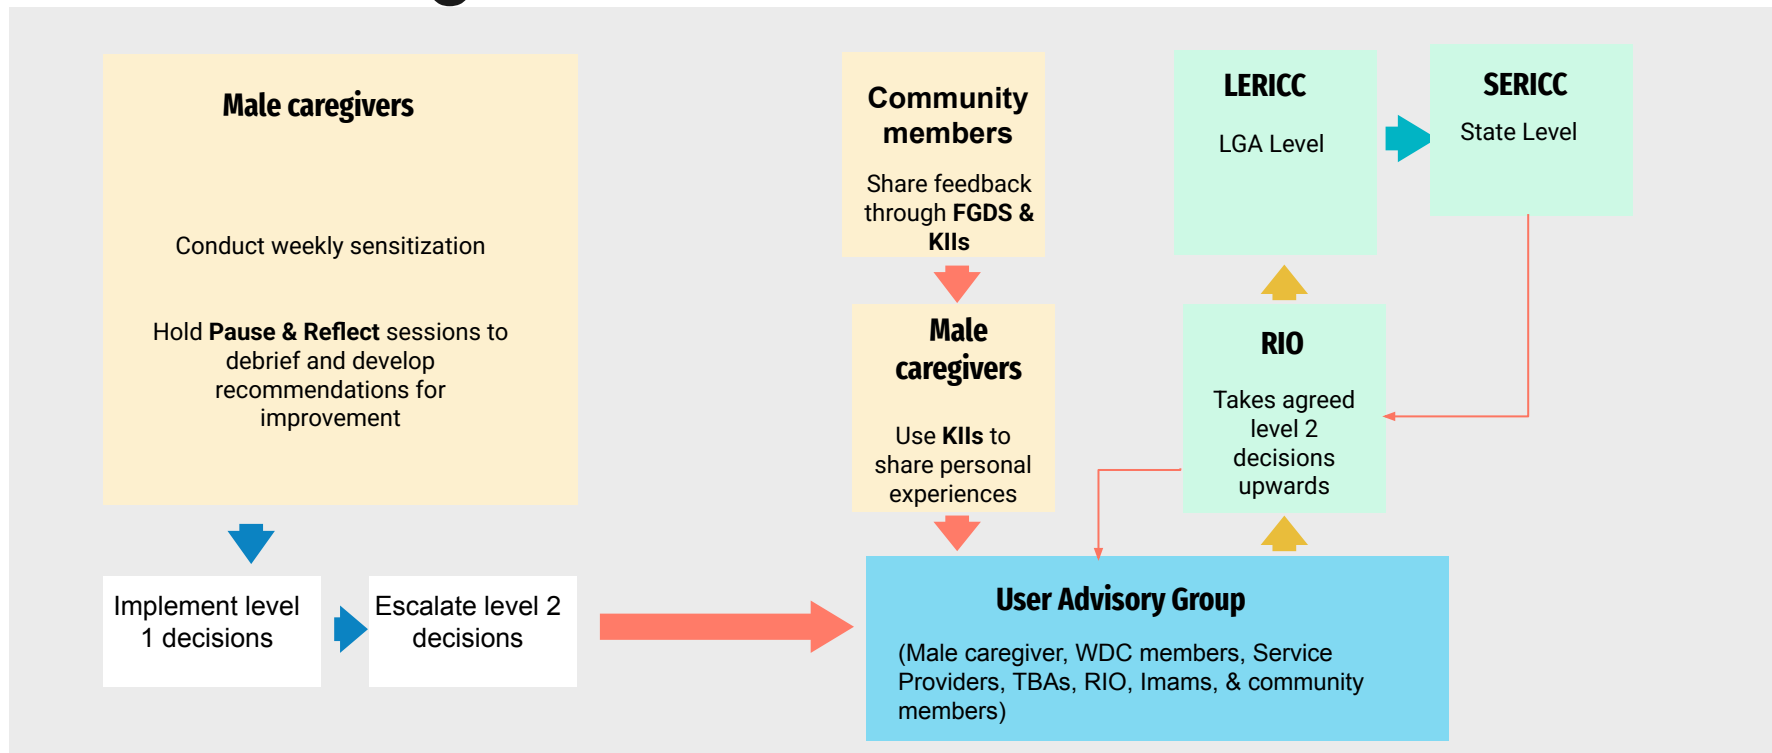 Male caregivers
Conduct weekly sensitization
Hold Pause & Reflect sessions to
debrief and develop
recommendations for
improvement
Implement level
1 decisions
Escalate level 2
decisions
Community
members
Share feedback
through FGDS &
KIIs
Male
caregivers
Use KIIs to
share personal
experiences
LERICC
LGA Level
SERICC
State Level
RIO
Takes agreed
level 2
decisions
upwards
User Advisory Group
(Male caregiver, WDC members, Service
Providers, TBAs, RIO, Imams, & community
members)